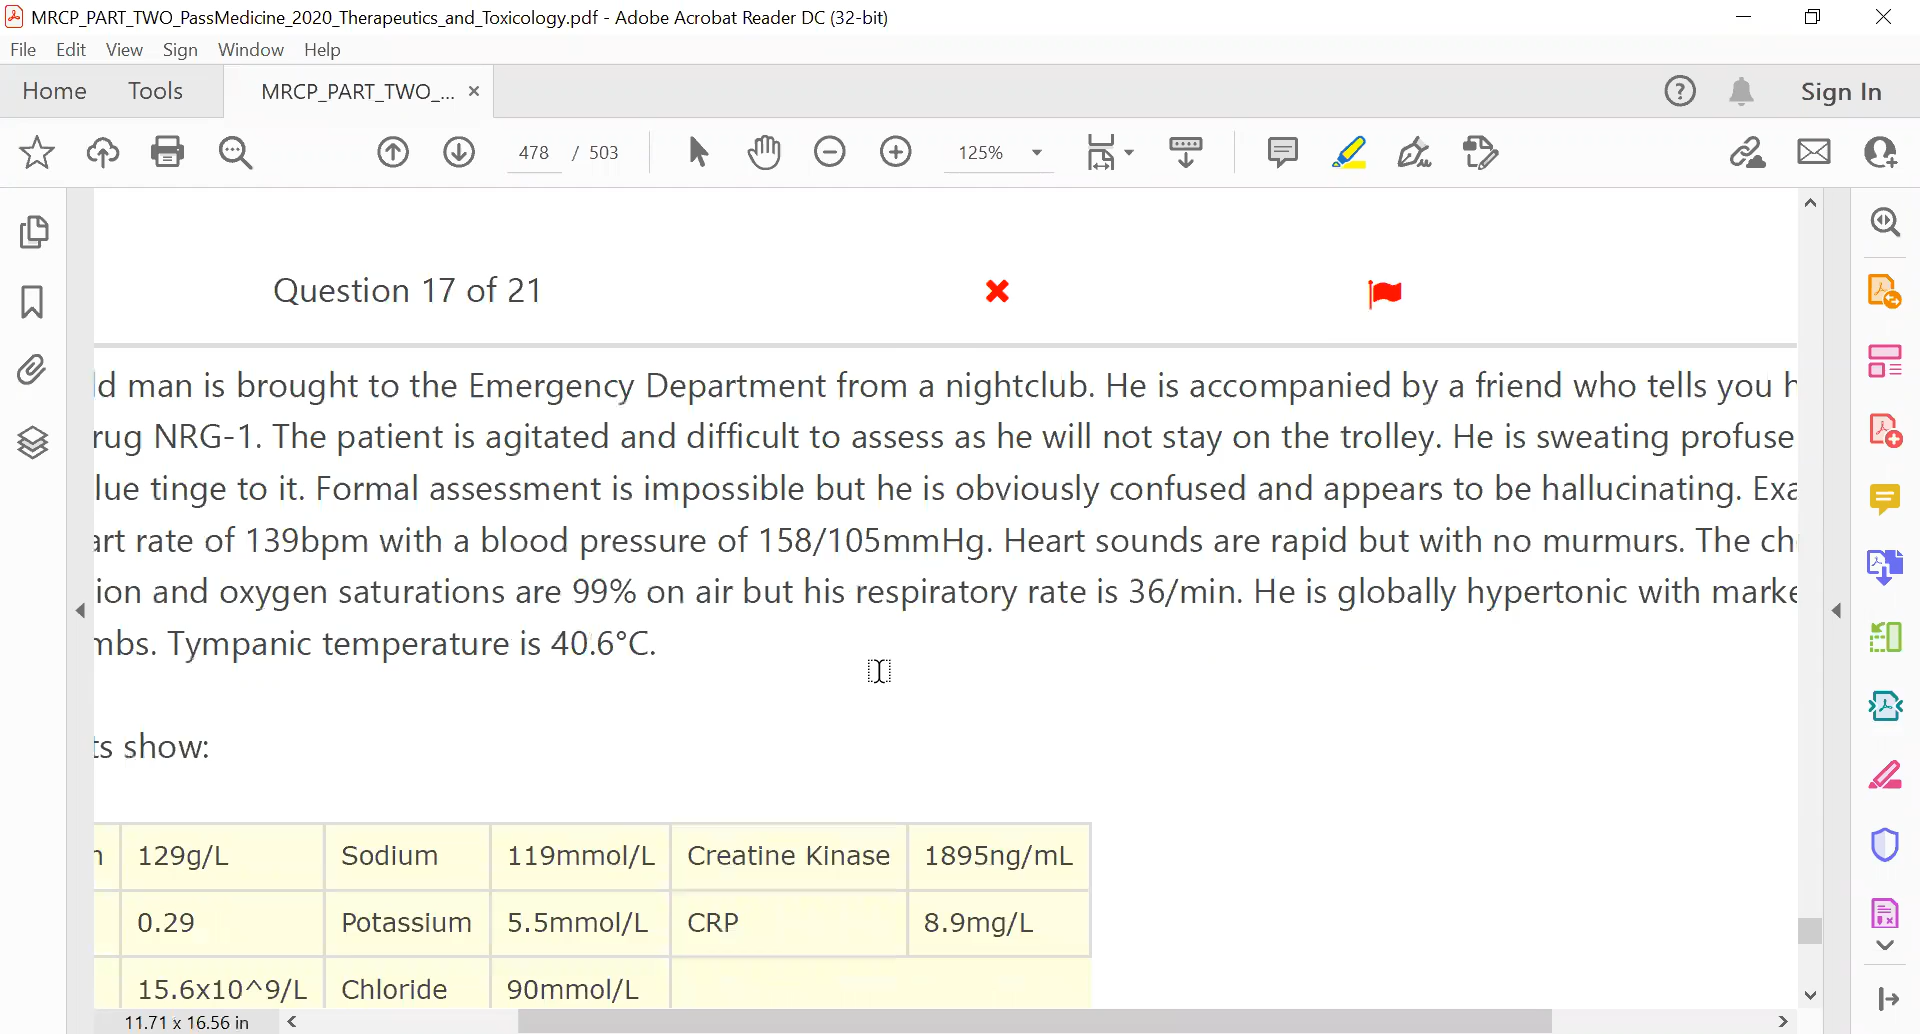 MRCP_PART_TWO_PassMedicine_2020_Therapeutics_and_Toxicology.pdf - Adobe Acrobat Reader DC (32-bit)
File Edit View Sign Window Help
Home Tools MRCP_PART_TWO_... Sign In
478 / 503 125%
Question 17 of 21
ld man is brought to the Emergency Department from a nightclub. He is accompanied by a friend who tells you h
rug NRG-1. The patient is agitated and difficult to assess as he will not stay on the trolley. He is sweating profuse
lue tinge to it. Formal assessment is impossible but he is obviously confused and appears to be hallucinating. Exa
art rate of 139bpm with a blood pressure of 158/105mmHg. Heart sounds are rapid but with no murmurs. The ch
ion and oxygen saturations are 99% on air but his respiratory rate is 36/min. He is globally hypertonic with marke
mbs. Tympanic temperature is 40.6°C.
ts show:
129g/L Sodium 119mmol/L Creatine Kinase 1895ng/mL
0.29 Potassium 5.5mmol/L CRP 8.9mg/L
15.6x10^9/L Chloride 90mmol/L
11.71 x 16.56 in